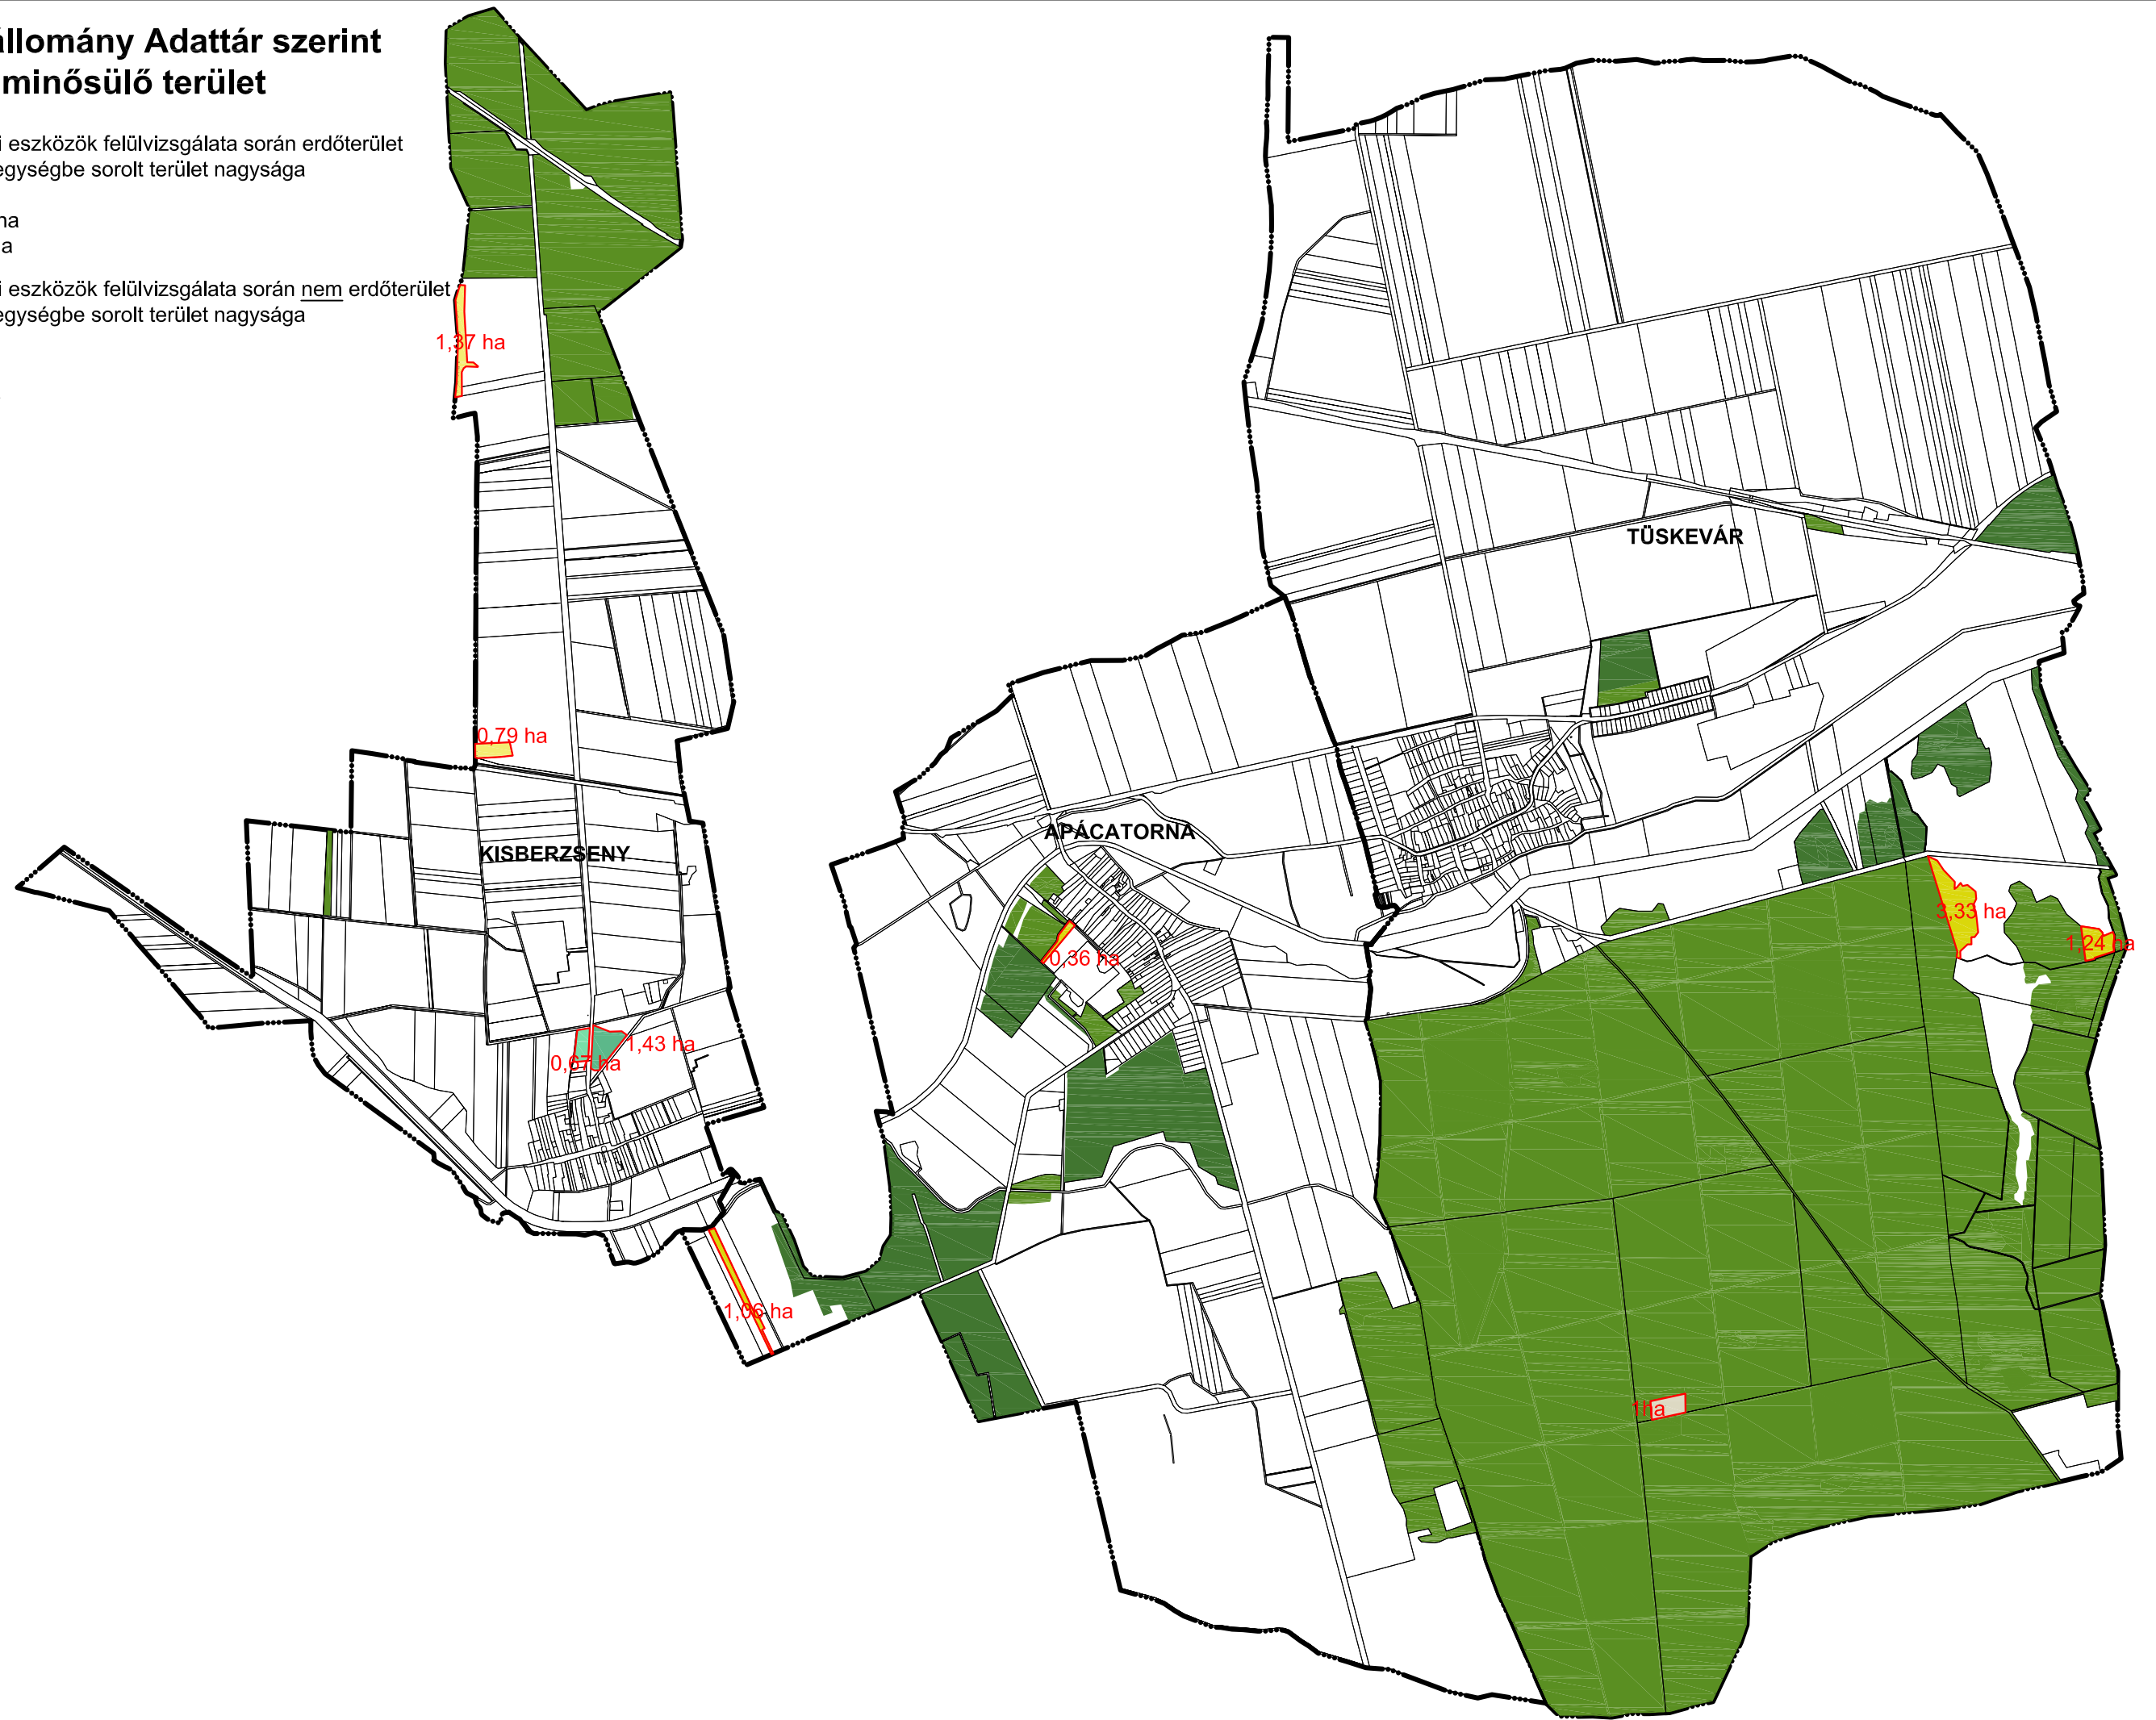 állomány Adattár szerint
minősülő terület
i eszközök felülvizsgálata során erdőterület
egységbe sorolt terület nagysága
ha
a
i eszközök felülvizsgálata során nem erdőterület
egységbe sorolt terület nagysága
1,37 ha
TÜSKEVÁR
0,79 ha
APÁCATORNA
KISBERZSENY
3,33 ha
1,24 ha
0,36 ha
1,43 ha
0,67 ha
1,06 ha
1ha